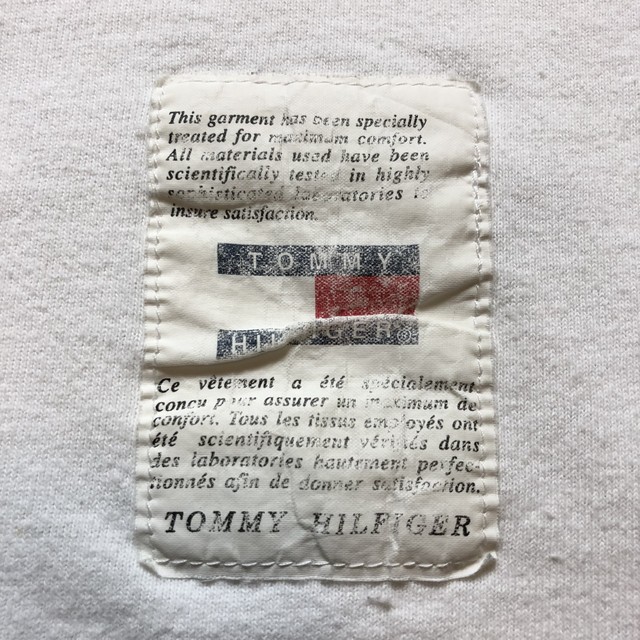 This garment has been specially
treated for maximum comfort.
All materials used have been
scientifically tested in highly
sophisticated laboratories to
insure satisfaction.
TOMMY
HILFIGER®
Ce vêtement a été spécialement
concu pour assurer un maximum de
confort. Tous les tissus employés ont
été scientifiquement vérifiés dans
des laboratories hautement perfec-
tionnés afin de donner satisfaction.
TOMMY HILFIGER